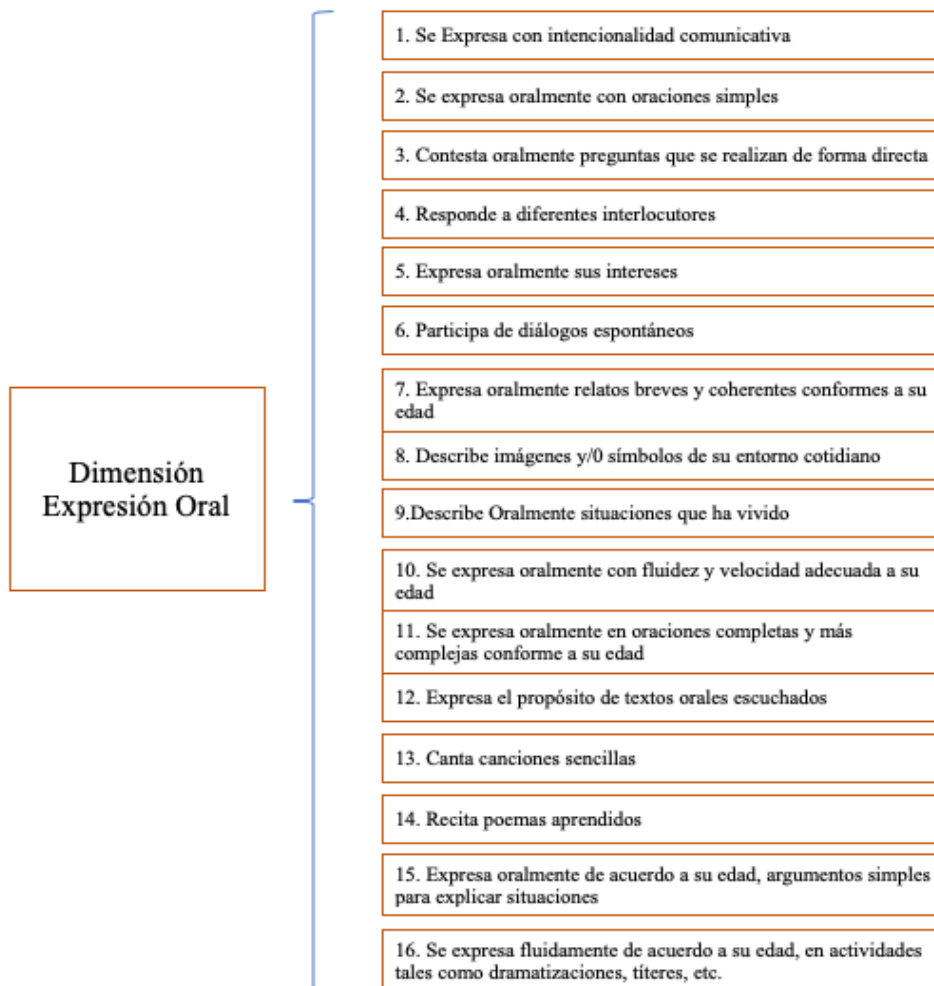 Dimensión
Expresión Oral
1. Se Expresa con intencionalidad comunicativa
2. Se expresa oralmente con oraciones simples
3. Contesta oralmente preguntas que se realizan de forma directa
4. Responde a diferentes interlocutores
5. Expresa oralmente sus intereses
6. Participa de diálogos espontáneos
7. Expresa oralmente relatos breves y coherentes conformes a su
edad
8. Describe imágenes y/0 símbolos de su entorno cotidiano
9.Describe Oralmente situaciones que ha vivido
10. Se expresa oralmente con fluidez y velocidad adecuada a su
edad
11. Se expresa oralmente en oraciones completas y más
complejas conforme a su edad
12. Expresa el propósito de textos orales escuchados
13. Canta canciones sencillas
14. Recita poemas aprendidos
15. Expresa oralmente de acuerdo a su edad, argumentos simples
para explicar situaciones
16. Se expresa fluidamente de acuerdo a su edad, en actividades
tales como dramatizaciones, títeres, etc.